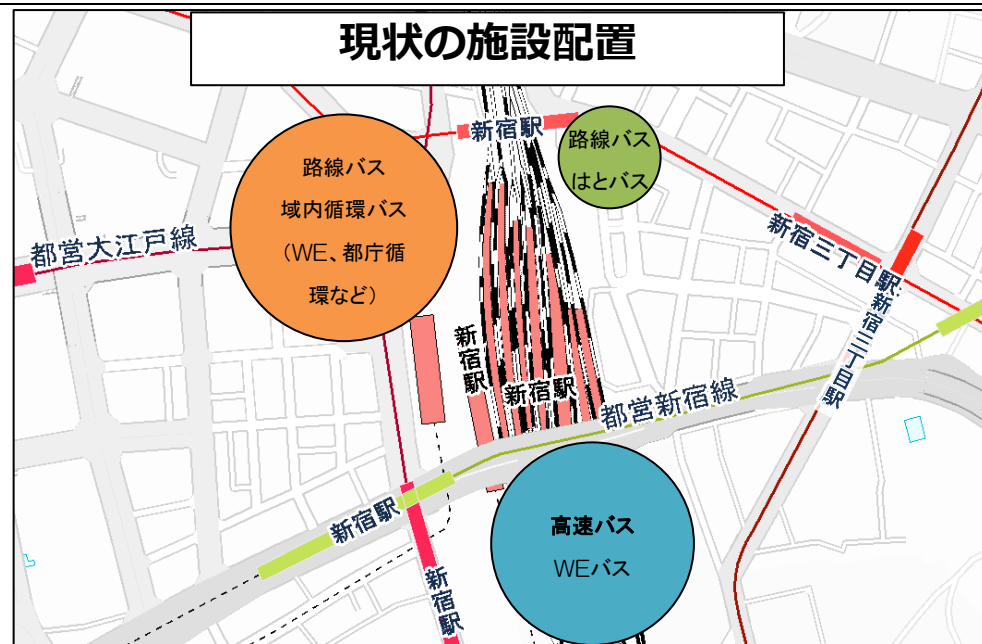 現状の施設配置
新宿駅
路線バス
はとバス
路線バス
域内循環バス
(WE、都庁循
環など)
都営大江戸線
新宿三丁目駅
新宿三丁目駅
新宿駅
新宿駅
都営新宿線
新宿駅
高速バス
WEバス
新宿駅